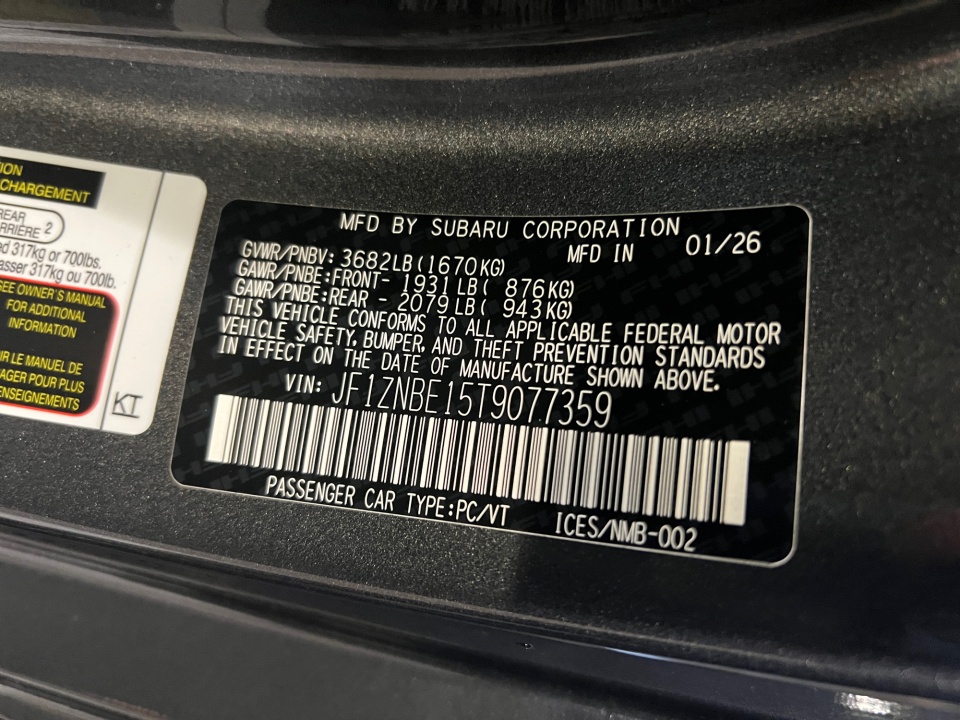 ION
CHARGEMENT
REAR
RRIÈRE 2
ed 317kg or 700lbs.
asser 317kg ou 700lb.
SEE OWNER'S MANUAL
FOR ADDITIONAL
INFORMATION
IR LE MANUEL DE
AGER POUR PLUS
ENSEIGNEMENTS
KT
MFD BY SUBARU CORPORATION
MFD IN 01/26
GVWR/PNBV: 3682LB(1670KG)
GAWR/PNBE:FRONT- 1931LB( 876KG)
GAWR/PNBE:REAR - 2079LB( 943KG)
THIS VEHICLE CONFORMS TO ALL APPLICABLE FEDERAL MOTOR
VEHICLE SAFETY, BUMPER, AND THEFT PREVENTION STANDARDS
IN EFFECT ON THE DATE OF MANUFACTURE SHOWN ABOVE.
VIN: JF1ZNBE15T9077359
PASSENGER CAR TYPE:PC/VT
ICES/NMB-002